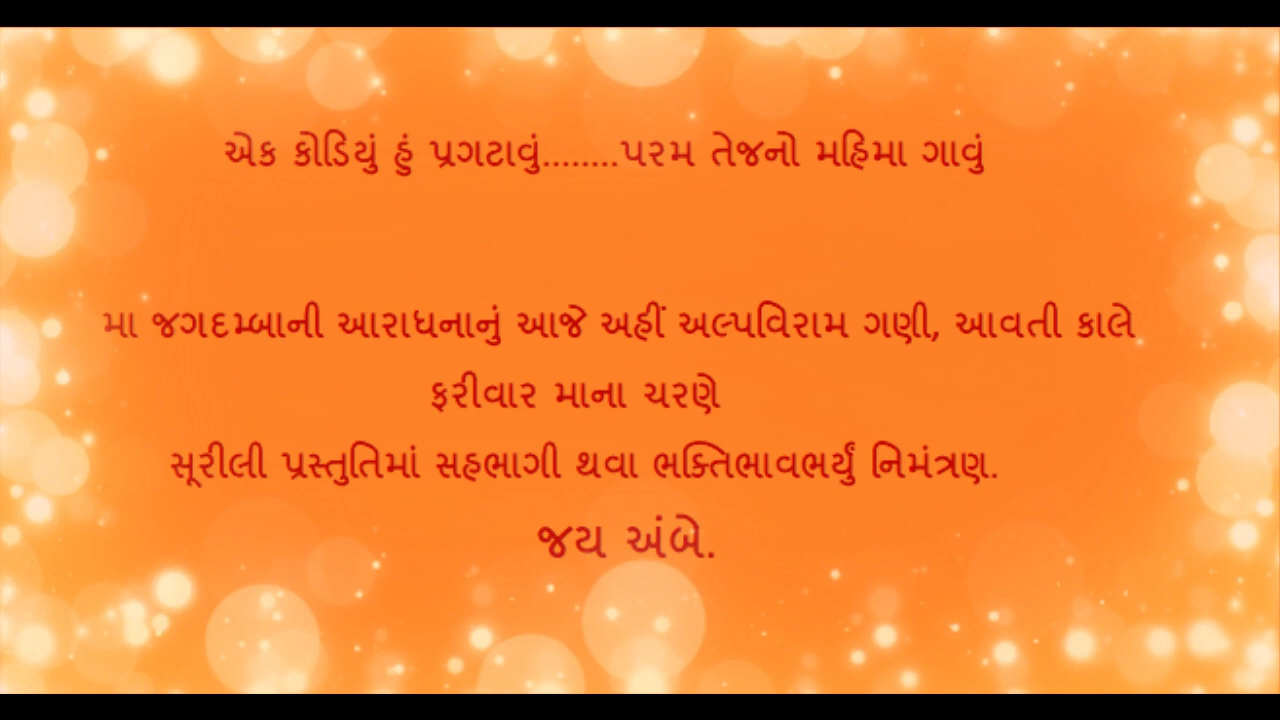 એક કોડિયું હું પ્રગટાવું........પરમ તેજનો મહિમા ગાવું
મા જગદમ્બાની આરાધનાનું આજે અહીં અલ્પવિરામ ગણી, આવતી કાલે
ફરીવાર માના ચરણે
સૂરીલી પ્રસ્તુતિમાં સહભાગી થવા ભક્તિભાવભર્યું નિમંત્રણ.
જય અંબે.